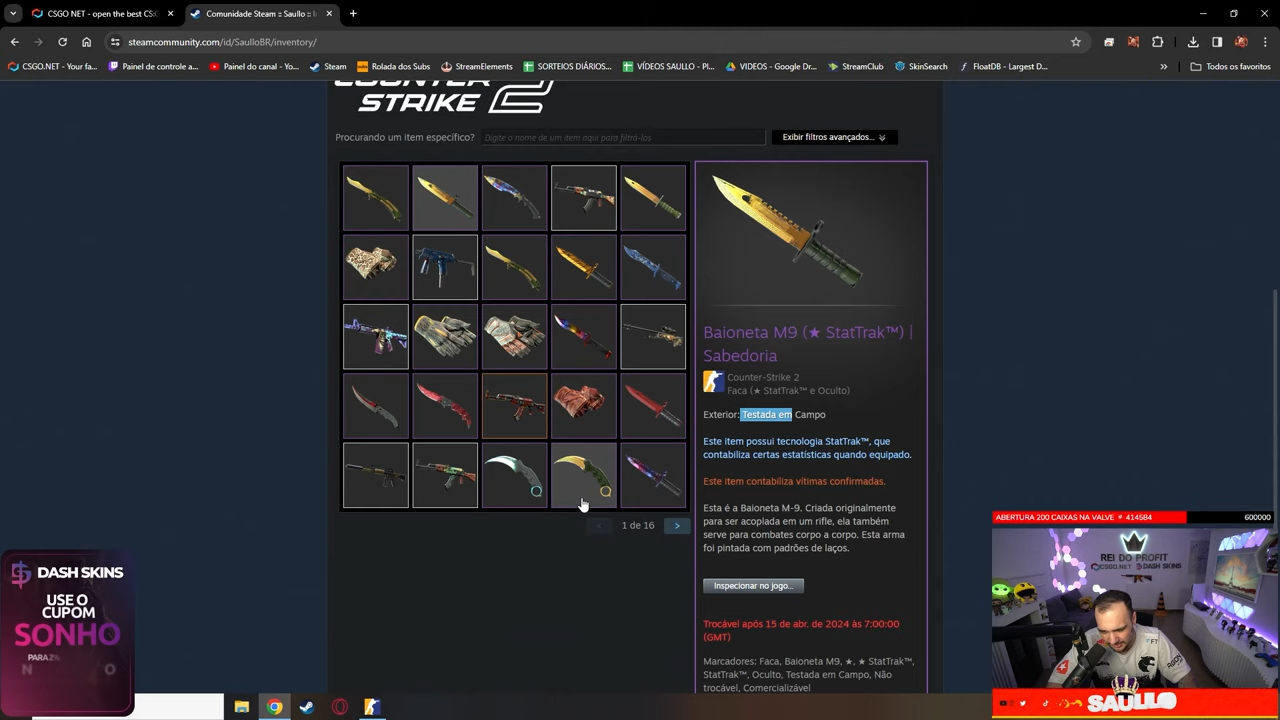 CSGO.NET - open the best CS:G
Comunidade Steam :: Saullo :: I
steamcommunity.com/id/SaulloBR/inventory/
CSGO.NET - Your fa...
Painel de controle a...
Painel do canal - Yo...
Steam
Rolada dos Subs
StreamElements
SORTEIOS DIÁRIOS...
VÍDEOS SAULLO - Pl...
VIDEOS - Google Dr...
StreamClub
SkinSearch
FloatDB - Largest D...
Todos os favoritos
COUNTER
STRIKE 2
Procurando um item específico?
Digite o nome de um item aqui para filtrá-los
Exibir filtros avançados...
Baioneta M9 (★ StatTrak™) |
Sabedoria
Counter-Strike 2
Faca (★ StatTrak™ e Oculto)
Exterior: Testada em Campo
Este item possui tecnologia StatTrak™, que
contabiliza certas estatísticas quando equipado.
Este item contabiliza vítimas confirmadas.
Esta é a Baioneta M-9. Criada originalmente
para ser acoplada em um rifle, ela também
serve para combates corpo a corpo. Esta arma
foi pintada com padrões de laços.
Inspecionar no jogo...
Trocável após 15 de abr. de 2024 às 7:00:00
(GMT)
Marcadores: Faca, Baioneta M9, ★, ★ StatTrak™,
StatTrak™, Oculto, Testada em Campo, Não
trocável, Comercializável
< 1 de 16 >
DASH SKINS
USE O
CUPOM
SONHO
PARA 2%
N O
ABERTURA 200 CAIXAS NA VALVE # 414584 600000
REI DO PROFIT
CSGO.NET DASH SKINS
FT
SAULLO